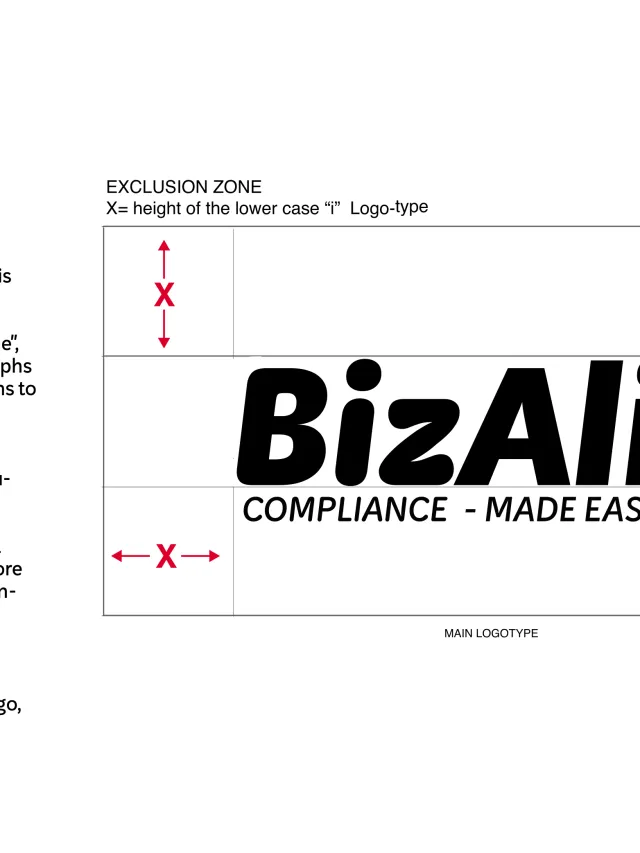 EXCLUSION ZONE
X= height of the lower case “i” Logo-type
is
e",
phs
ns to
X
BizAli
COMPLIANCE - MADE EAS
u-
X
ore
n-
MAIN LOGOTYPE
go,